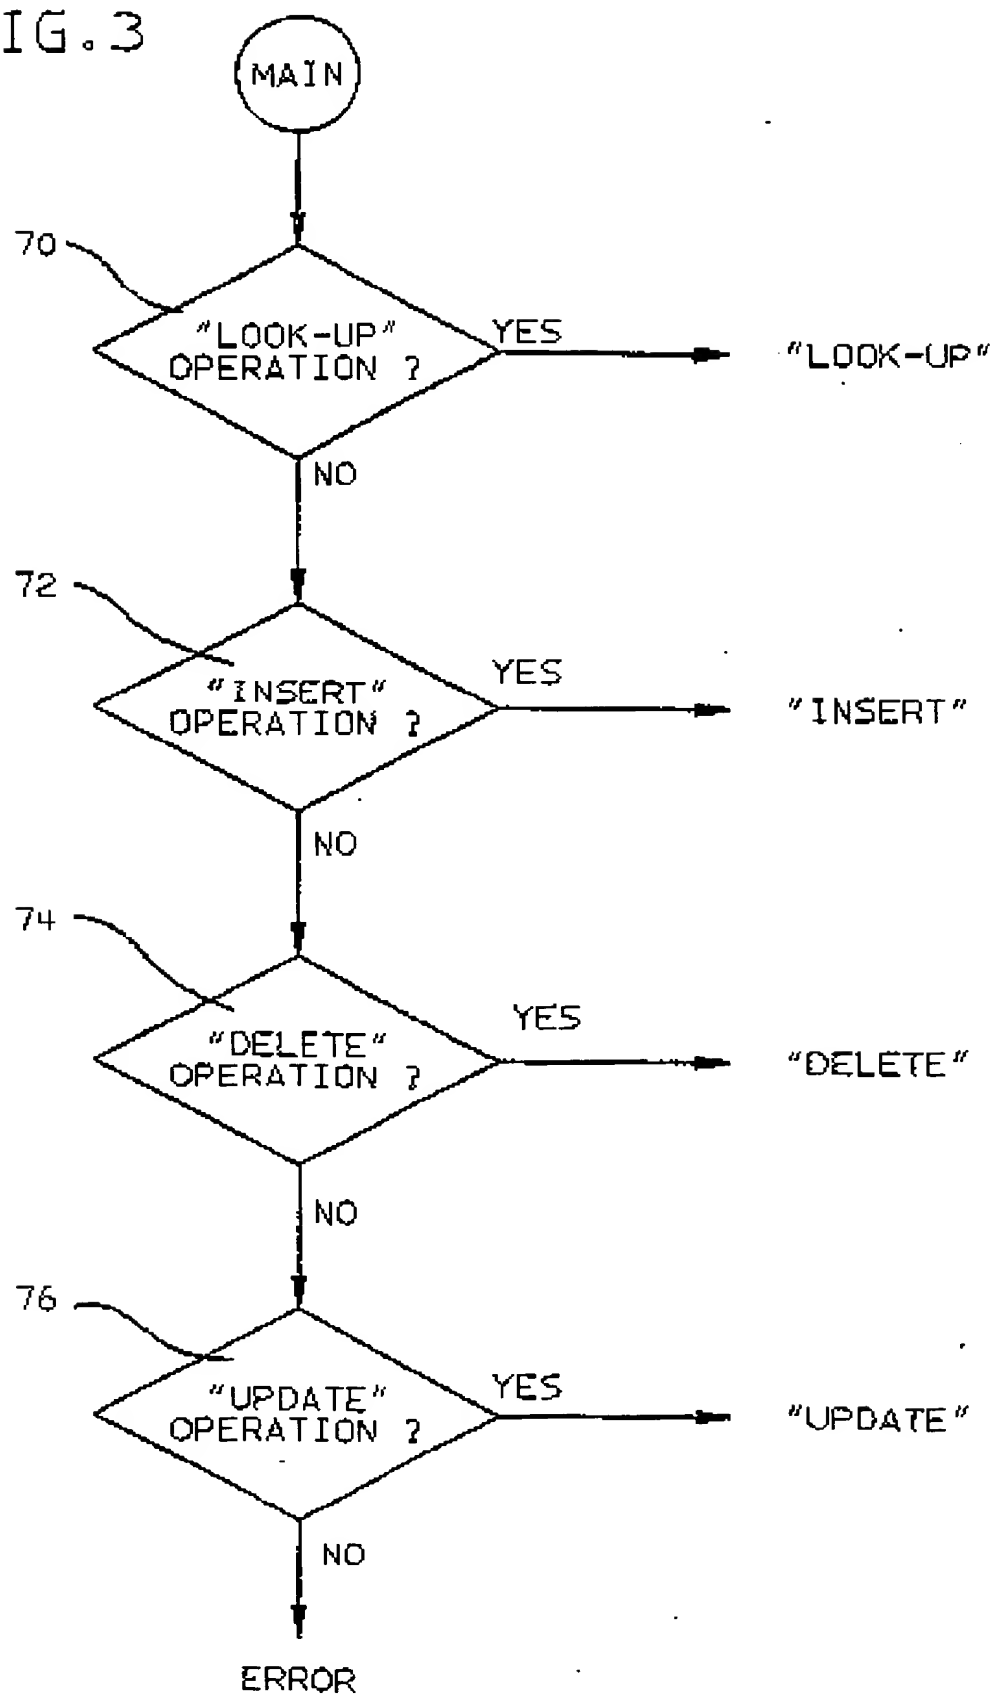 IG.3
MAIN
70
"LOOK-UP"
OPERATION ?
YES
"LOOK-UP"
NO
72
"INSERT"
OPERATION ?
YES
"INSERT"
NO
74
"DELETE"
OPERATION ?
YES
"DELETE"
NO
76
"UPDATE"
OPERATION ?
YES
"UPDATE"
NO
ERROR